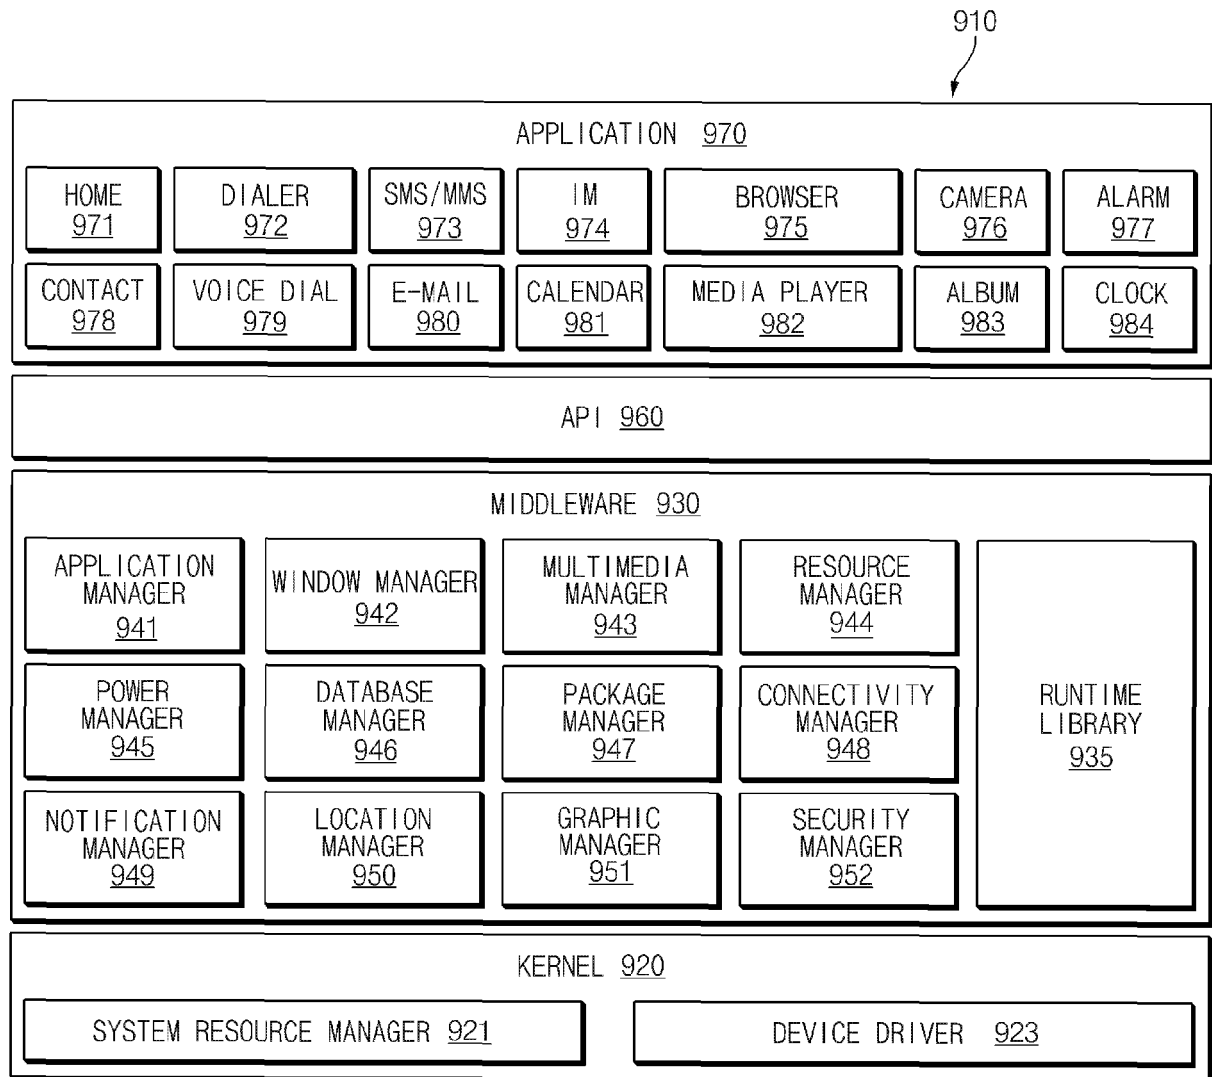 910
APPLICATION 970
HOME
971
DIALER
972
SMS/MMS
973
IM
974
BROWSER
975
CAMERA
976
ALARM
977
CONTACT
978
VOICE DIAL
979
E-MAIL
980
CALENDAR
981
MEDIA PLAYER
982
ALBUM
983
CLOCK
984
API 960
MIDDLEWARE 930
APPLICATION
MANAGER
941
WINDOW MANAGER
942
MULTIMEDIA
MANAGER
943
RESOURCE
MANAGER
944
POWER
MANAGER
945
DATABASE
MANAGER
946
PACKAGE
MANAGER
947
CONNECTIVITY
MANAGER
948
RUNTIME
LIBRARY
935
NOTIFICATION
MANAGER
949
LOCATION
MANAGER
950
GRAPHIC
MANAGER
951
SECURITY
MANAGER
952
KERNEL 920
SYSTEM RESOURCE MANAGER 921
DEVICE DRIVER 923